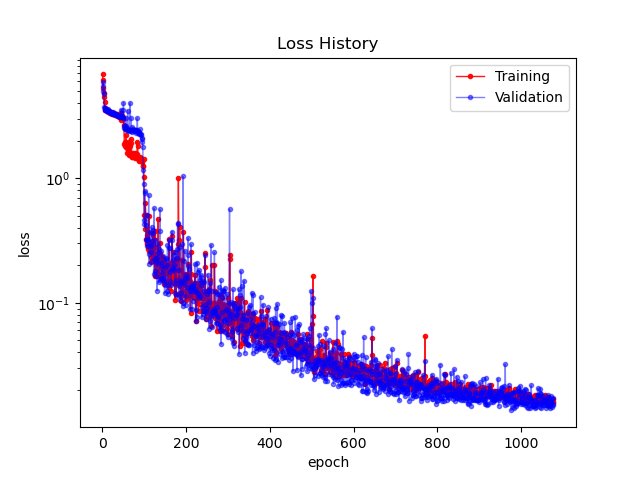 Loss History
Training
Validation
loss
10⁰
10⁻¹
0 200 400 600 800 1000
epoch